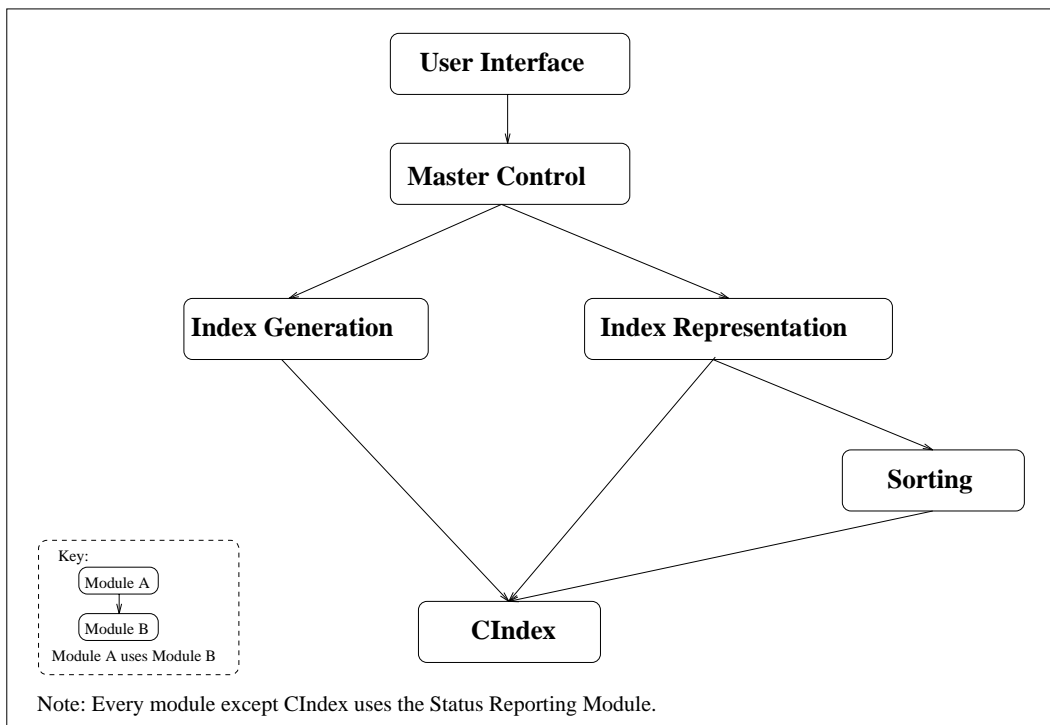 User Interface
Master Control
Index Generation
Index Representation
Sorting
CIndex
Key:
Module A
Module B
Module A uses Module B
Note: Every module except CIndex uses the Status Reporting Module.